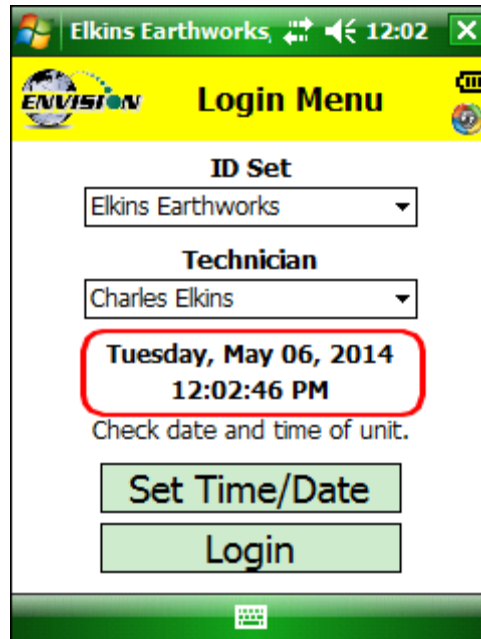 Elkins Earthworks, 12:02
ENVISION Login Menu
ID Set
Elkins Earthworks
Technician
Charles Elkins
Tuesday, May 06, 2014
12:02:46 PM
Check date and time of unit.
Set Time/Date
Login